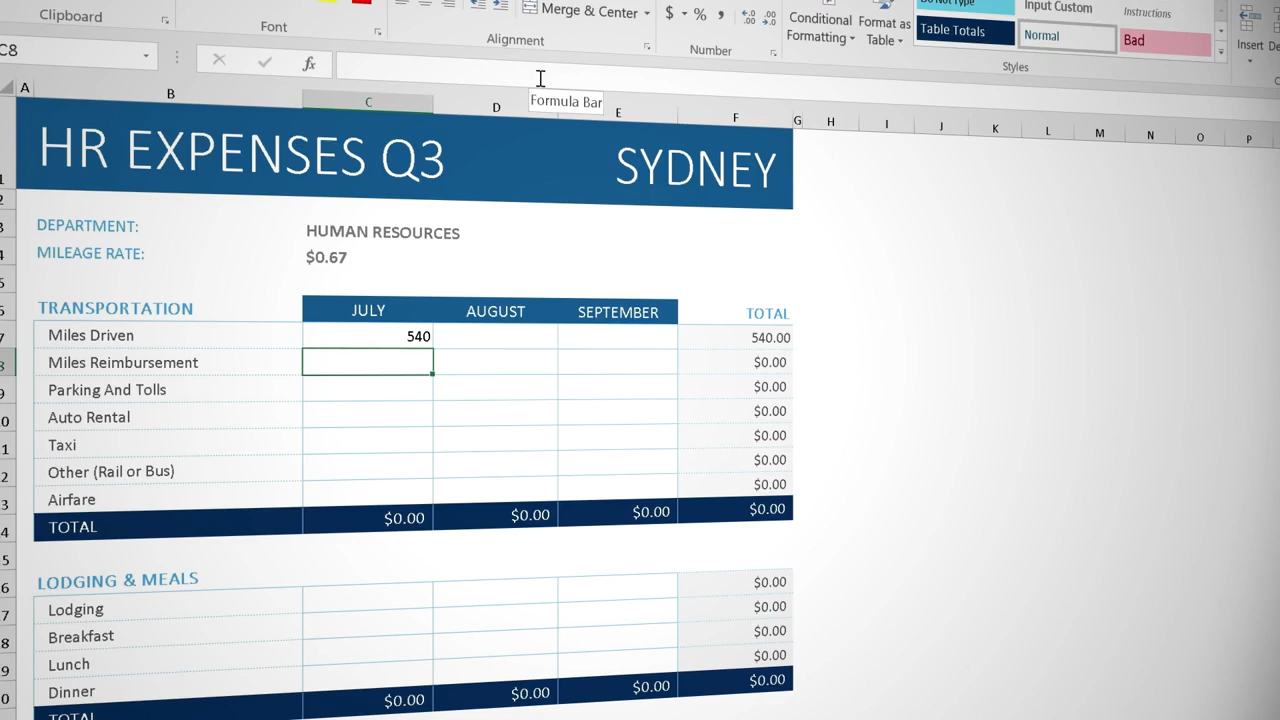 Clipboard
Font
Merge & Center
Alignment
$ % ,
Number
Conditional Formatting
Format as Table
Do Not Type
Input Custom
Instructions
Table Totals
Normal
Bad
Styles
Insert
C8
fx
Formula Bar
A B C D E F G H I J K L M N O P
HR EXPENSES Q3 SYDNEY
DEPARTMENT: HUMAN RESOURCES
MILEAGE RATE: $0.67
TRANSPORTATION JULY AUGUST SEPTEMBER TOTAL
Miles Driven 540 540.00
Miles Reimbursement $0.00
Parking And Tolls $0.00
Auto Rental $0.00
Taxi $0.00
Other (Rail or Bus) $0.00
Airfare $0.00
TOTAL $0.00 $0.00 $0.00 $0.00
LODGING & MEALS $0.00
Lodging $0.00
Breakfast $0.00
Lunch $0.00
Dinner $0.00 $0.00 $0.00 $0.00
TOTAL